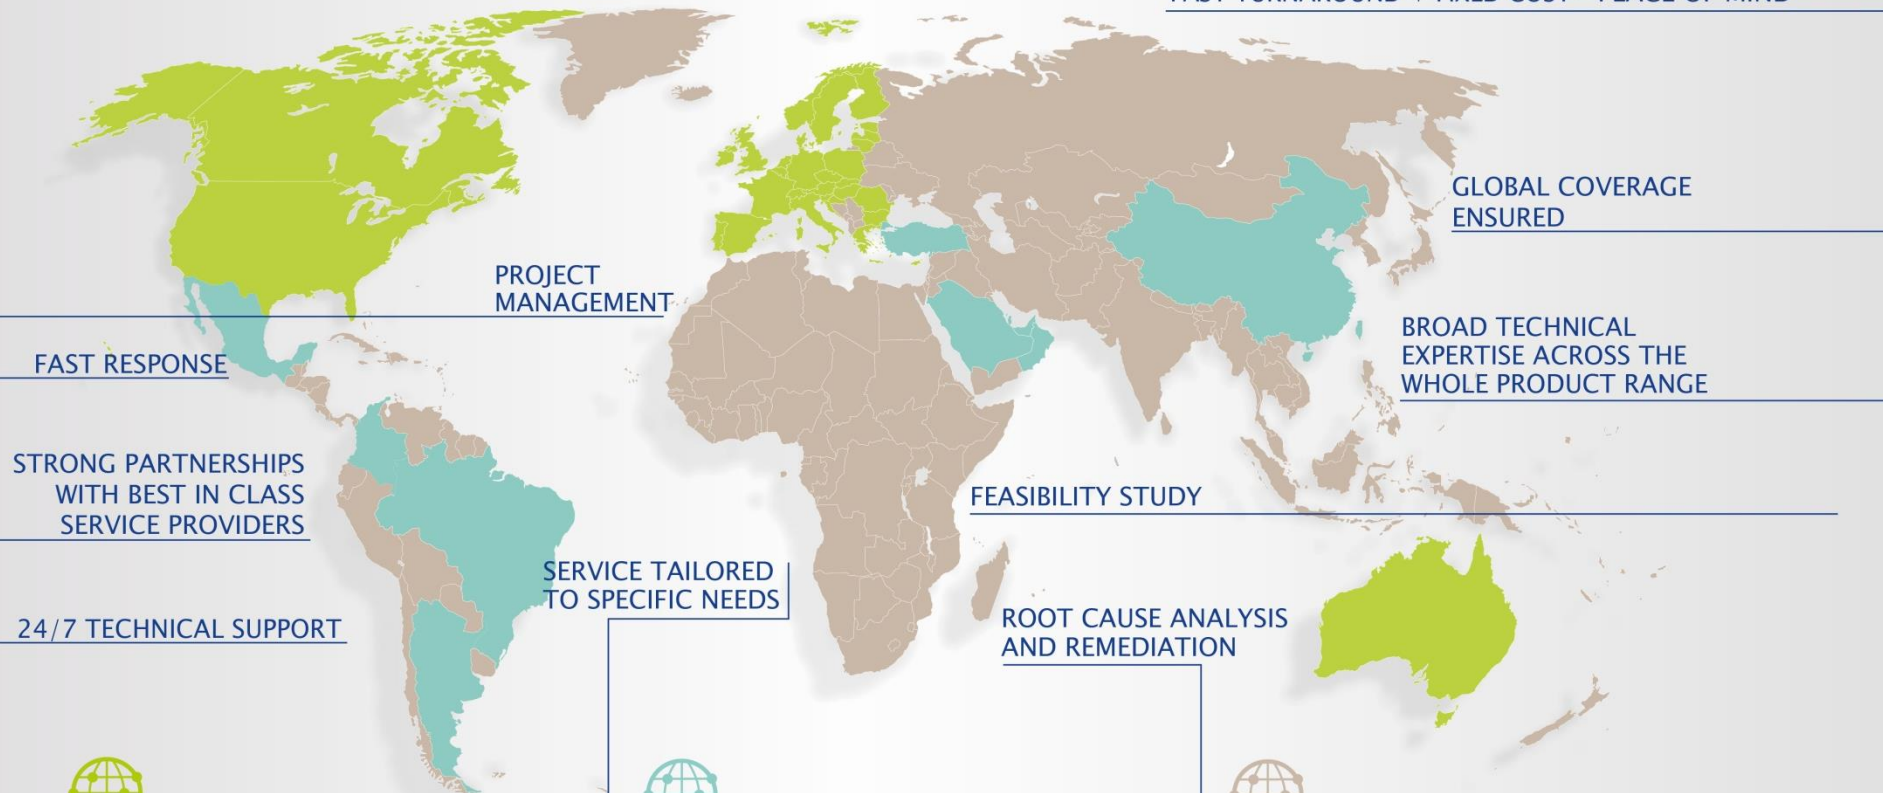 GLOBAL COVERAGE
ENSURED
PROJECT
MANAGEMENT
BROAD TECHNICAL
EXPERTISE ACROSS THE
WHOLE PRODUCT RANGE
FAST RESPONSE
STRONG PARTNERSHIPS
WITH BEST IN CLASS
SERVICE PROVIDERS
FEASIBILITY STUDY
SERVICE TAILORED
TO SPECIFIC NEEDS
ROOT CAUSE ANALYSIS
AND REMEDIATION
24/7 TECHNICAL SUPPORT